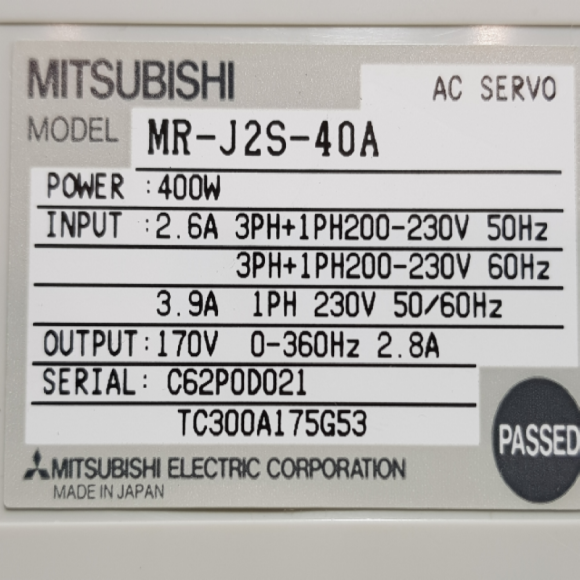 MITSUBISHI AC SERVO
MODEL MR-J2S-40A
POWER :400W
INPUT :2.6A 3PH+1PH200-230V 50Hz
3PH+1PH200-230V 60Hz
3.9A 1PH 230V 50/60Hz
OUTPUT:170V 0-360Hz 2.8A
SERIAL: C62P0D021
TC300A175G53
PASSED
MITSUBISHI ELECTRIC CORPORATION
MADE IN JAPAN